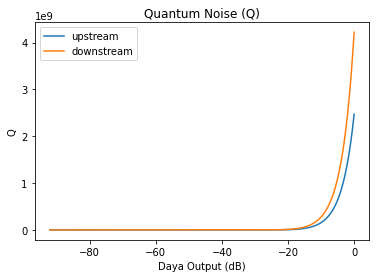 Quantum Noise (Q)
1e9
upstream
downstream
4
3
2
1
0
Q
−80 −60 −40 −20 0
Daya Output (dB)